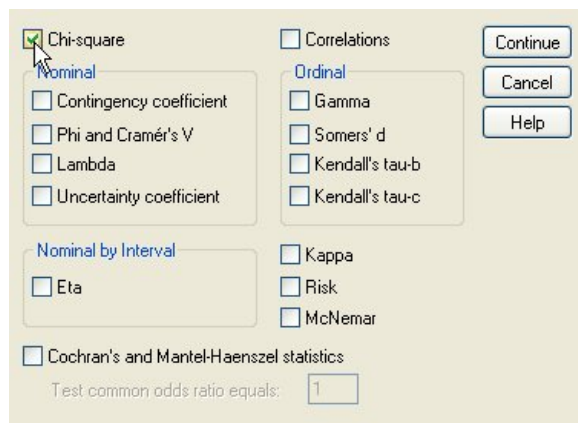 Chi-square
Correlations
Continue
Cancel
Help
Nominal
Contingency coefficient
Phi and Cramér's V
Lambda
Uncertainty coefficient
Ordinal
Gamma
Somers' d
Kendall's tau-b
Kendall's tau-c
Nominal by Interval
Eta
Kappa
Risk
McNemar
Cochran's and Mantel-Haenszel statistics
Test common odds ratio equals: 1